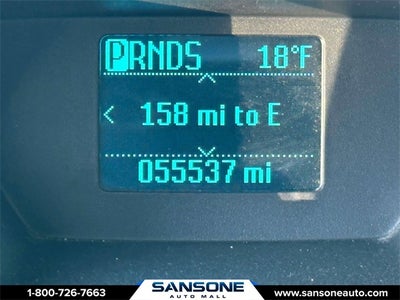 PRNDS 18°F
< 158 mi to E
055537 mi
1-800-726-7663 SANSONE AUTO MALL www.sansoneauto.com